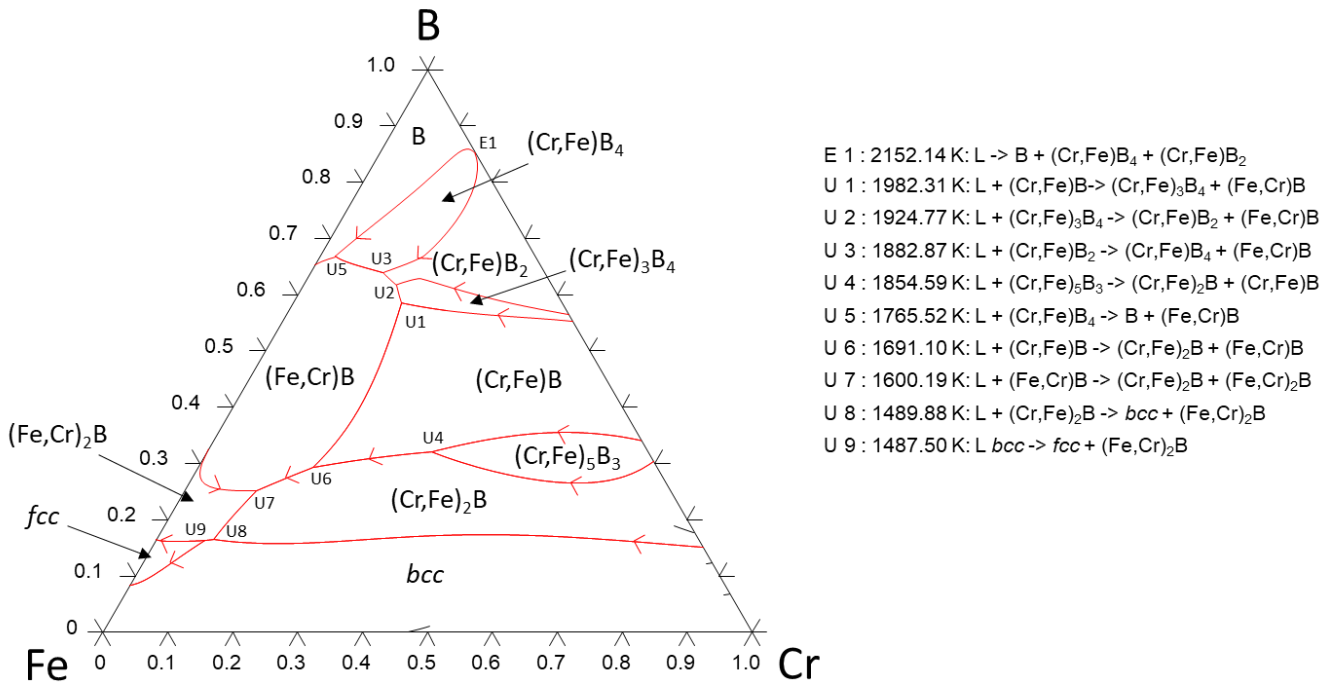 B
1.0
0.9
B
E1
(Cr,Fe)B₄
0.8
0.7
U5
U3
(Cr,Fe)B₂
(Cr,Fe)₃B₄
0.6
U2
U1
0.5
(Fe,Cr)B
(Cr,Fe)B
0.4
(Fe,Cr)₂B
U4
0.3
U6
(Cr,Fe)₅B₃
U7
(Cr,Fe)₂B
fcc
0.2
U9
U8
0.1
bcc
0
Fe
0
0.1
0.2
0.3
0.4
0.5
0.6
0.7
0.8
0.9
1.0
Cr
E 1 : 2152.14 K: L -> B + (Cr,Fe)B₄ + (Cr,Fe)B₂
U 1 : 1982.31 K: L + (Cr,Fe)B-> (Cr,Fe)₃B₄ + (Fe,Cr)B
U 2 : 1924.77 K: L + (Cr,Fe)₃B₄ -> (Cr,Fe)B₂ + (Fe,Cr)B
U 3 : 1882.87 K: L + (Cr,Fe)B₂ -> (Cr,Fe)B₄ + (Fe,Cr)B
U 4 : 1854.59 K: L + (Cr,Fe)₅B₃ -> (Cr,Fe)₂B + (Cr,Fe)B
U 5 : 1765.52 K: L + (Cr,Fe)B₄ -> B + (Fe,Cr)B
U 6 : 1691.10 K: L + (Cr,Fe)B -> (Cr,Fe)₂B + (Fe,Cr)B
U 7 : 1600.19 K: L + (Fe,Cr)B -> (Cr,Fe)₂B + (Fe,Cr)₂B
U 8 : 1489.88 K: L + (Cr,Fe)₂B -> bcc + (Fe,Cr)₂B
U 9 : 1487.50 K: L bcc -> fcc + (Fe,Cr)₂B